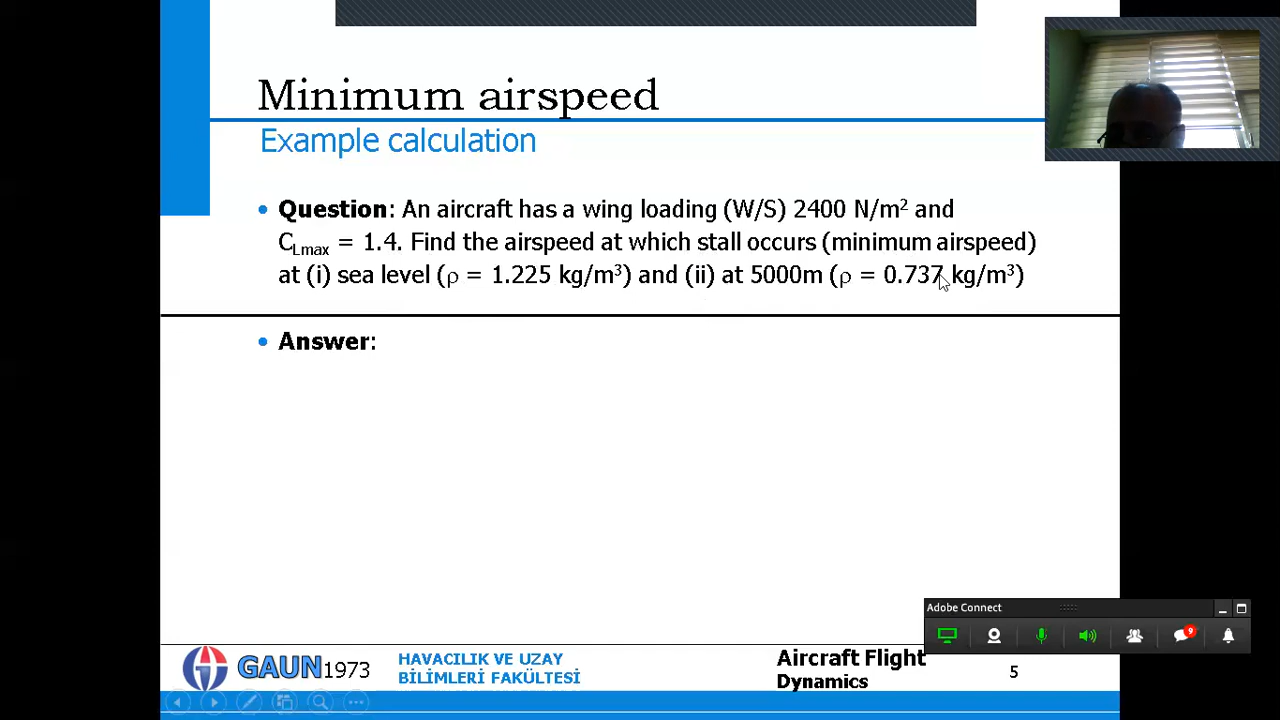 Minimum airspeed
Example calculation
• Question: An aircraft has a wing loading (W/S) 2400 N/m² and
C_Lmax = 1.4. Find the airspeed at which stall occurs (minimum airspeed)
at (i) sea level (ρ = 1.225 kg/m³) and (ii) at 5000m (ρ = 0.737 kg/m³)
• Answer:
Adobe Connect
9
GAUN 1973
HAVACILIK VE UZAY
BİLİMLERİ FAKÜLTESİ
Aircraft Flight
Dynamics
5